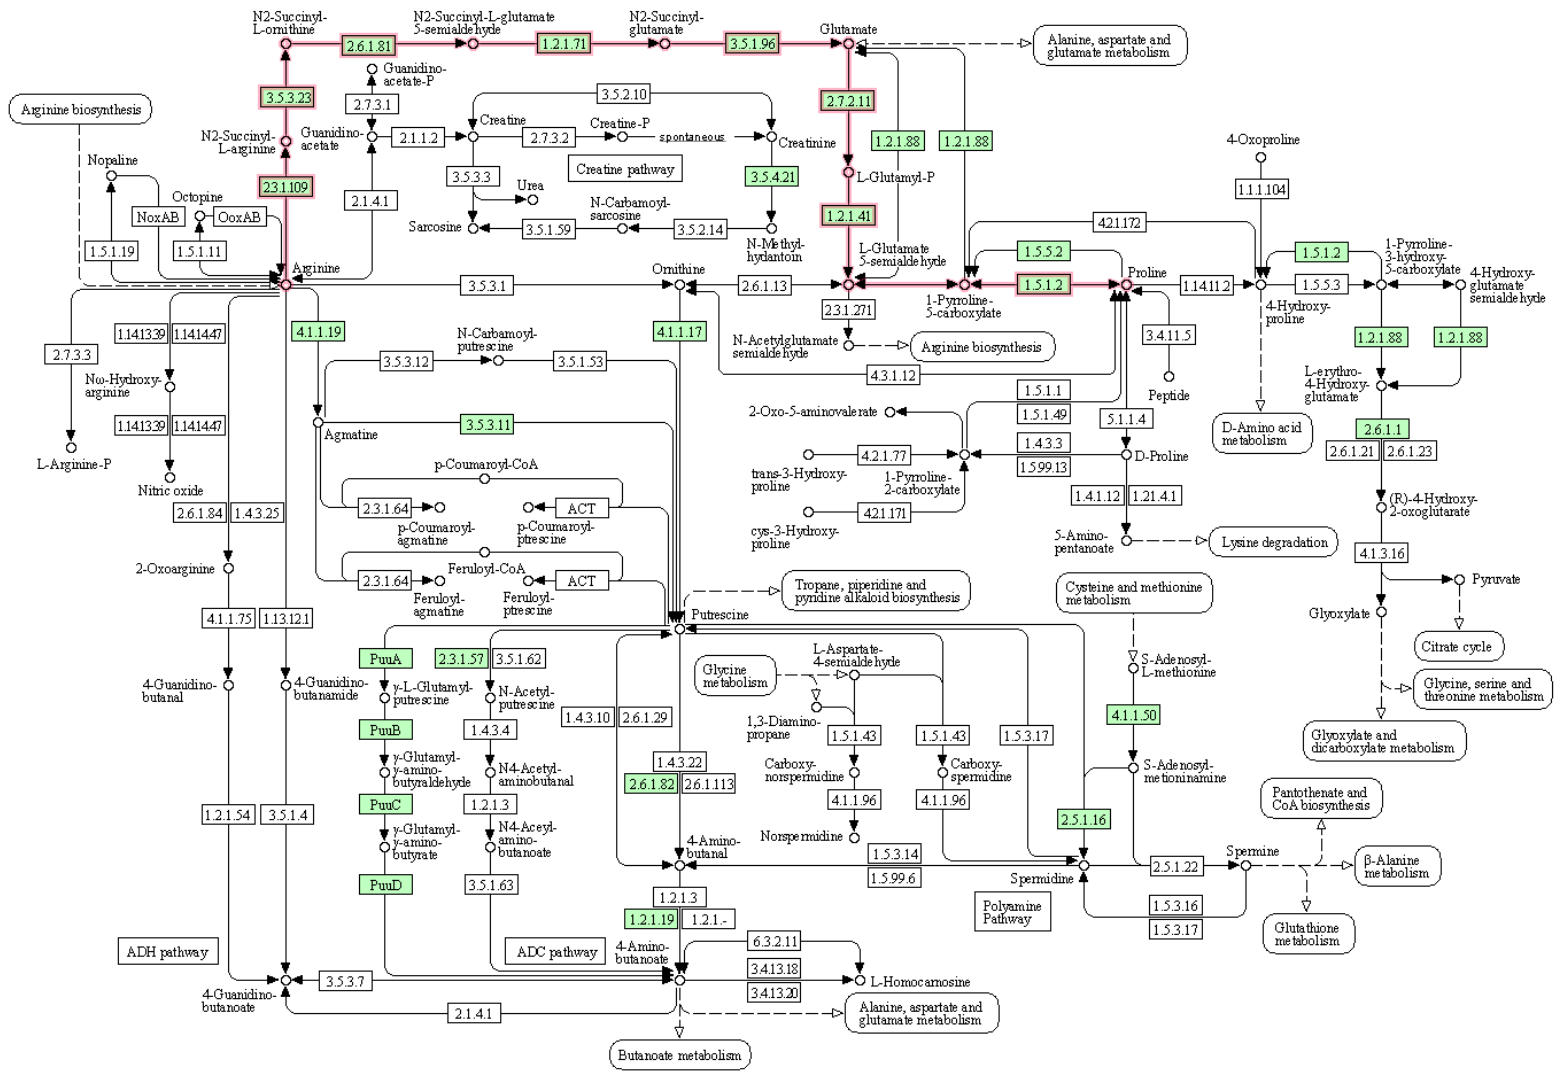 N2-Succinyl-
L-ornithine
N2-Succinyl-L-glutamate
5-semialdehyde
N2-Succinyl-
glutamate
Glutamate
2.6.1.81
1.2.1.71
3.5.1.96
Alanine, aspartate and
glutamate metabolism
Guanidino-
acetate-P
Arginine biosynthesis
3.5.3.23
2.7.3.1
3.5.2.10
2.7.2.11
N2-Succinyl-
L-arginine
Guanidino-
acetate
2.1.1.2
Creatine
2.7.3.2
Creatine-P
spontaneous
Creatinine
1.2.1.88
1.2.1.88
4-Oxoproline
Nopaline
2.3.1.109
Octopine
NoxAB
OoxAB
2.1.4.1
3.5.3.3
Urea
Creatine pathway
3.5.4.21
L-Glutamyl-P
1.1.1.104
N-Carbamoyl-
sarcosine
1.2.1.41
4.2.1.172
Sarcosine
3.5.1.59
3.5.2.14
N-Methyl-
hydantoin
1.5.1.19
1.5.1.11
L-Glutamate
5-semialdehyde
1.5.5.2
1.5.1.2
1-Pyrroline-
3-hydroxy-
5-carboxylate
Arginine
Ornithine
Proline
4-Hydroxy-
glutamate
semialdehyde
3.5.3.1
2.6.1.13
1.5.1.2
1.14.11.2
1.5.5.3
2.3.1.271
1-Pyrroline-
5-carboxylate
4-Hydroxy-
proline
1.14.13.39
1.14.14.47
4.1.1.19
N-Carbamoyl-
putrescine
4.1.1.17
N-Acetylglutamate
semialdehyde
Arginine biosynthesis
3.4.11.5
1.2.1.88
1.2.1.88
2.7.3.3
3.5.3.12
3.5.1.53
4.3.1.12
Peptide
Nω-Hydroxy-
arginine
L-erythro-
4-Hydroxy-
glutamate
1.5.1.1
1.5.1.49
2-Oxo-5-aminovalerate
5.1.1.4
1.14.13.39
1.14.14.47
Agmatine
3.5.3.11
D-Amino acid
metabolism
2.6.1.1
2.6.1.21
2.6.1.23
1.4.3.3
1.5.99.13
D-Proline
L-Arginine-P
p-Coumaroyl-CoA
4.2.1.77
trans-3-Hydroxy-
proline
1-Pyrroline-
2-carboxylate
Nitric oxide
1.4.1.12
1.21.4.1
(R)-4-Hydroxy-
2-oxoglutarate
2.6.1.84
1.4.3.25
2.3.1.64
ACT
4.2.1.171
p-Coumaroyl-
agmatine
p-Coumaroyl-
ptrescine
cys-3-Hydroxy-
proline
5-Amino-
pentanoate
Lysine degradation
4.1.3.16
2-Oxoarginine
Feruloyl-CoA
2.3.1.64
ACT
Feruloyl-
agmatine
Feruloyl-
ptrescine
Tropane, piperidine and
pyridine alkaloid biosynthesis
Cysteine and methionine
metabolism
Pyruvate
Glyoxylate
4.1.1.75
1.13.12.1
Putrescine
Citrate cycle
PuuA
2.3.1.57
3.5.1.62
Glycine
metabolism
L-Aspartate-
4-semialdehyde
S-Adenosyl-
L-methionine
4-Guanidino-
butanal
4-Guanidino-
butanamide
γ-L-Glutamyl-
putrescine
N-Acetyl-
putrescine
Glycine, serine and
threonine metabolism
1,3-Diamino-
propane
1.4.3.10
2.6.1.29
4.1.1.50
PuuB
1.4.3.4
1.5.1.43
1.5.1.43
1.5.3.17
Glyoxylate and
dicarboxylate metabolism
γ-Glutamyl-
γ-amino-
butyraldehyde
N4-Acetyl-
aminobutanal
1.4.3.22
2.6.1.82
2.6.1.113
Carboxy-
norspermidine
Carboxy-
spermidine
S-Adenosyl-
metioninamine
PuuC
1.2.1.3
4.1.1.96
4.1.1.96
Pantothenate and
CoA biosynthesis
1.2.1.54
3.5.1.4
2.5.1.16
γ-Glutamyl-
γ-amino-
butyrate
N4-Aceyl-
amino-
butanoate
4-Amino-
butanal
Norspermidine
1.5.3.14
1.5.99.6
Spermidine
2.5.1.22
Spermine
β-Alanine
metabolism
PuuD
3.5.1.63
1.2.1.3
1.2.1.19
1.2.1.-
Polyamine
Pathway
1.5.3.16
1.5.3.17
Glutathione
metabolism
ADH pathway
ADC pathway
4-Amino-
butanoate
6.3.2.11
3.4.13.18
3.4.13.20
L-Homocarnosine
3.5.3.7
4-Guanidino-
butanoate
2.1.4.1
Alanine, aspartate and
glutamate metabolism
Butanoate metabolism